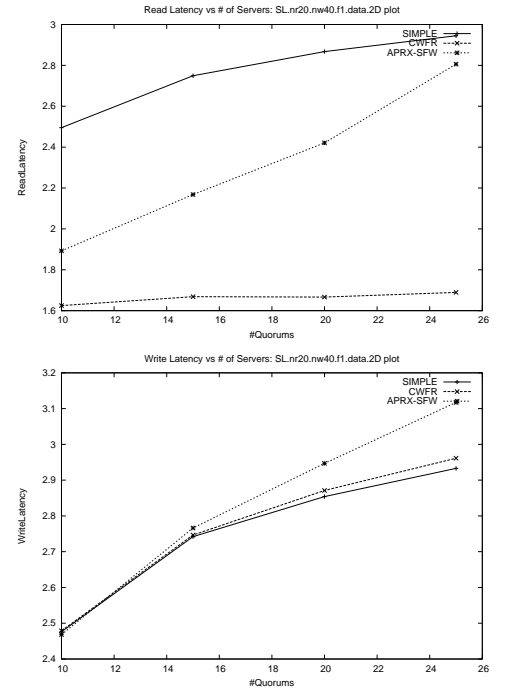 Read Latency vs # of Servers: SL.nr20.nw40.f1.data.2D plot
3
2.8
2.6
2.4
2.2
2
1.8
1.6
ReadLatency
SIMPLE
CWFR
APRX-SFW
10 12 14 16 18 20 22 24 26
#Quorums
Write Latency vs # of Servers: SL.nr20.nw40.f1.data.2D plot
3.2
3.1
3
2.9
2.8
2.7
2.6
2.5
2.4
WriteLatency
SIMPLE
CWFR
APRX-SFW
10 12 14 16 18 20 22 24 26
#Quorums